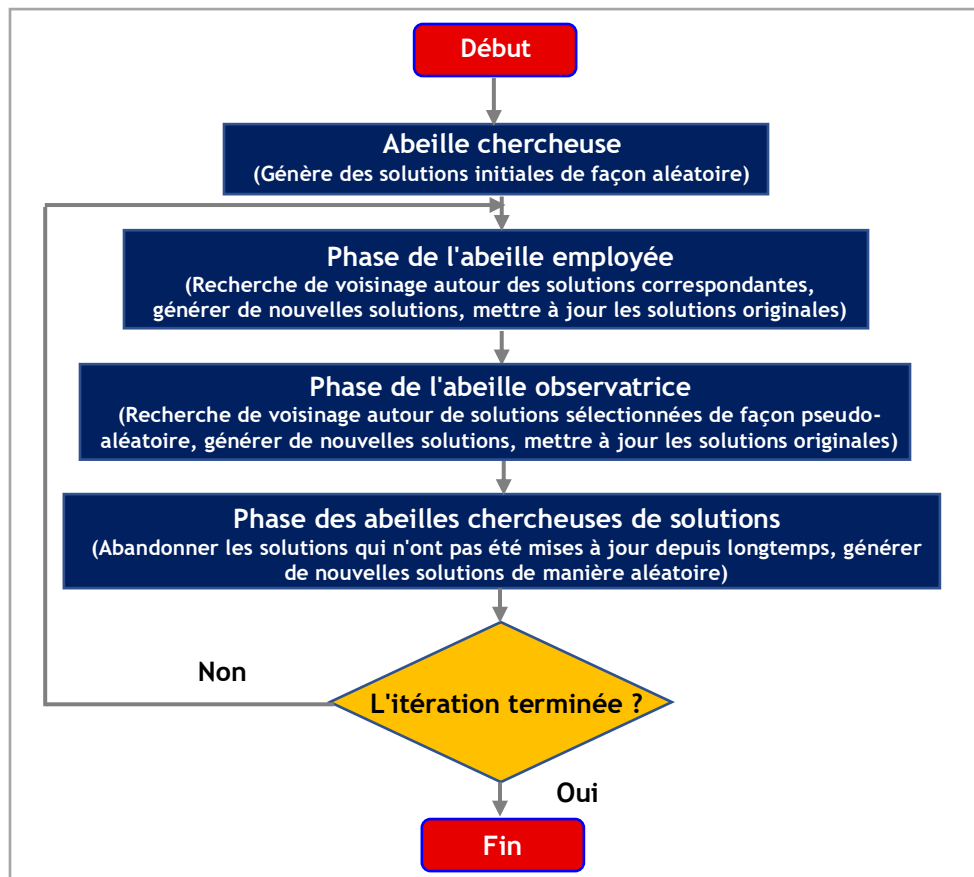 Début
Abeille chercheuse
(Génère des solutions initiales de façon aléatoire)
Phase de l'abeille employée
(Recherche de voisinage autour des solutions correspondantes,
générer de nouvelles solutions, mettre à jour les solutions originales)
Phase de l'abeille observatrice
(Recherche de voisinage autour de solutions sélectionnées de façon pseudo-
aléatoire, générer de nouvelles solutions, mettre à jour les solutions originales)
Phase des abeilles chercheuses de solutions
(Abandonner les solutions qui n'ont pas été mises à jour depuis longtemps, générer
de nouvelles solutions de manière aléatoire)
Non
L'itération terminée ?
Oui
Fin